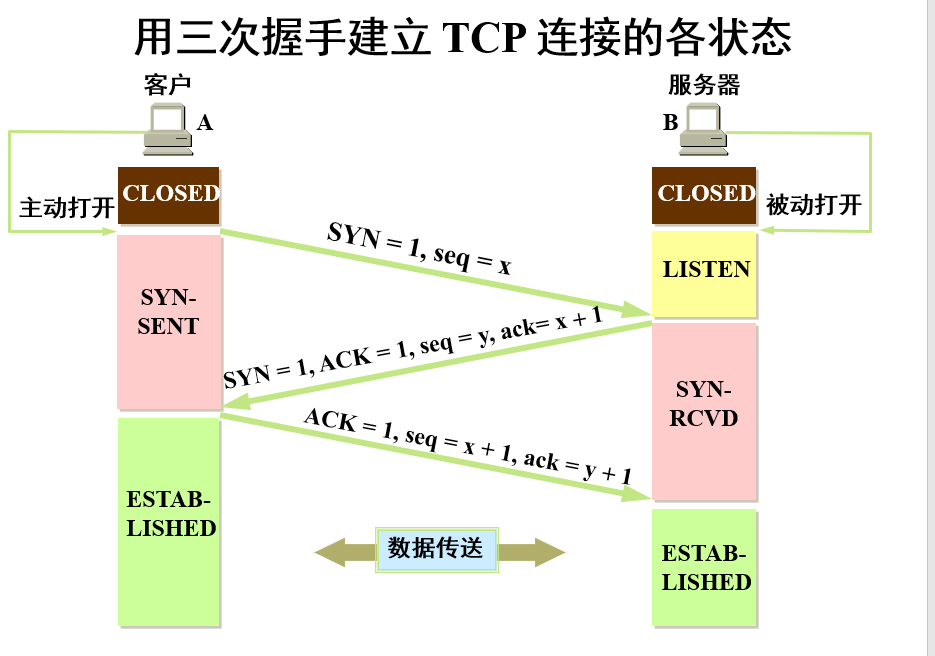 用三次握手建立 TCP 连接的各状态
客户
服务器
A
B
CLOSED
CLOSED
主动打开
被动打开
SYN = 1, seq = x
LISTEN
SYN-
SENT
SYN = 1, ACK = 1, seq = y, ack= x + 1
SYN-
RCVD
ACK = 1, seq = x + 1, ack = y + 1
ESTAB-
LISHED
数据传送
ESTAB-
LISHED